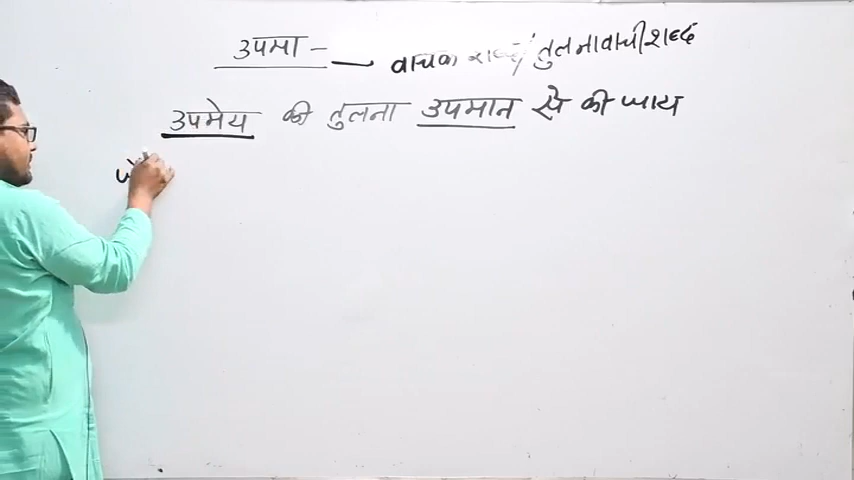 उपमा –
वाचक शब्द/तुलनावाची शब्द
उपमेय की तुलना उपमान से की जाय